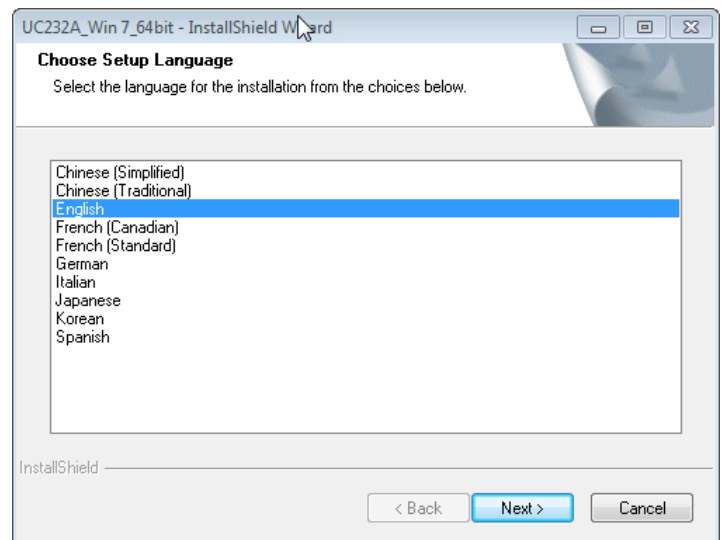 UC232A_Win 7_64bit - InstallShield Wizard
Choose Setup Language
Select the language for the installation from the choices below.
Chinese (Simplified)
Chinese (Traditional)
English
French (Canadian)
French (Standard)
German
Italian
Japanese
Korean
Spanish
InstallShield
< Back Next > Cancel